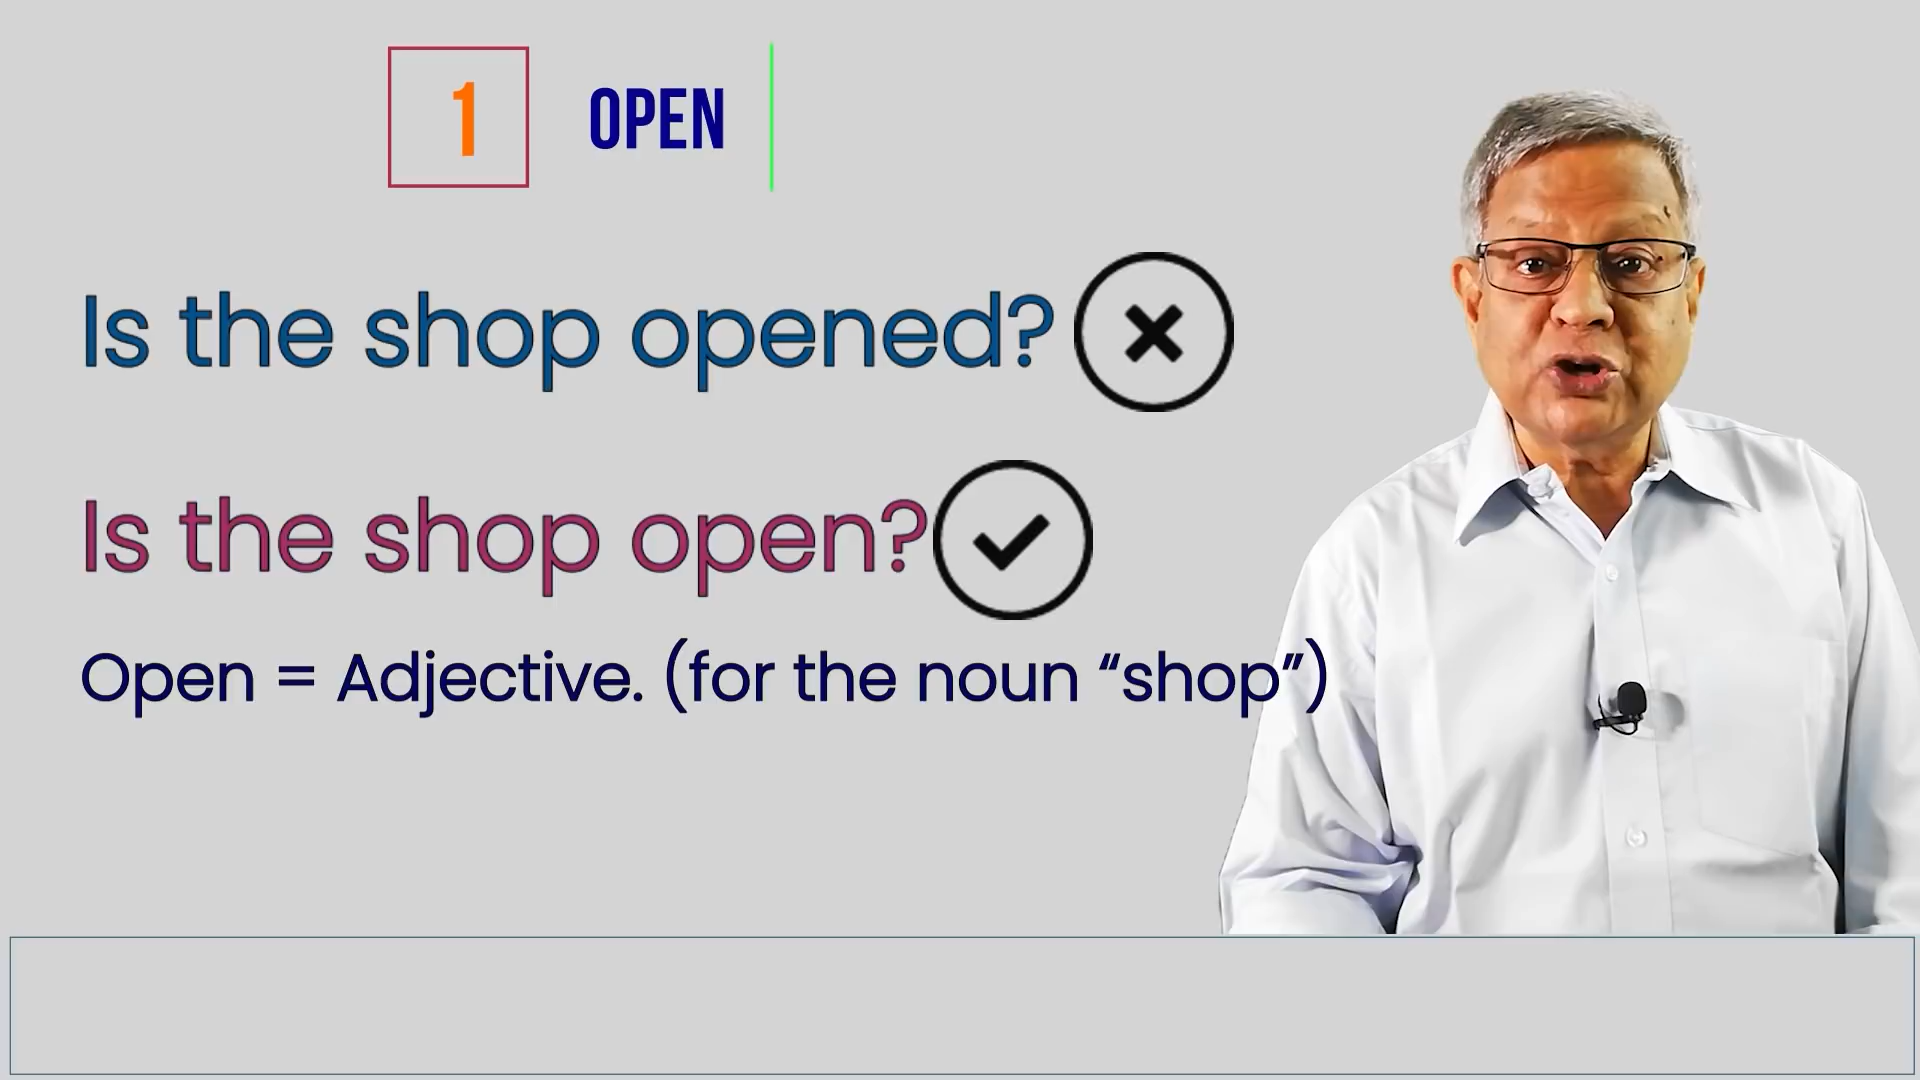 1 OPEN
Is the shop opened?
Is the shop open?
Open = Adjective. (for the noun “shop”)